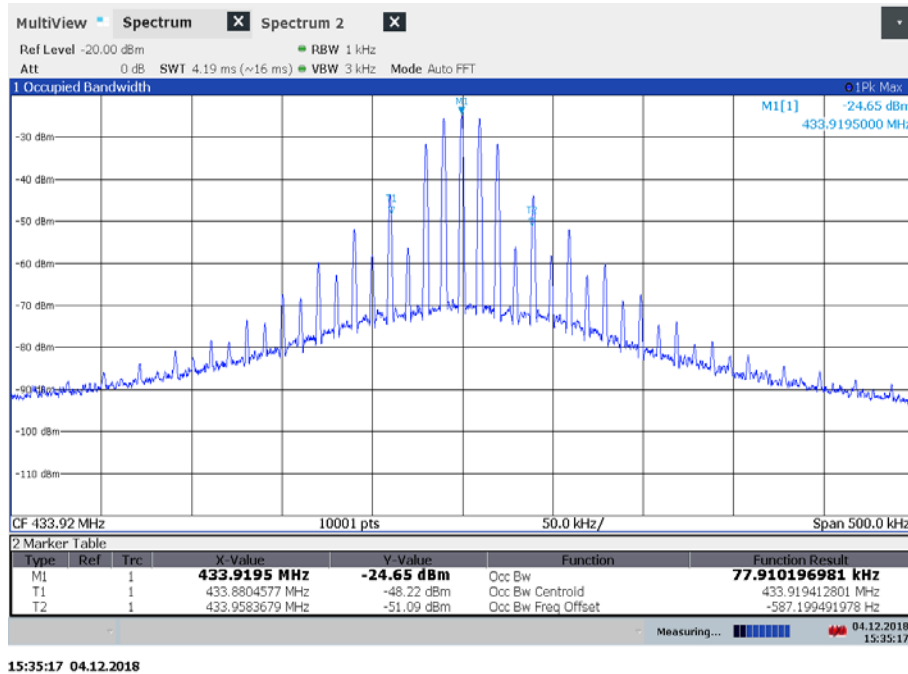 MultiView Spectrum X Spectrum 2 X
Ref Level -20.00 dBm RBW 1 kHz
Att 0 dB SWT 4.19 ms (~16 ms) VBW 3 kHz Mode Auto FFT
1 Occupied Bandwidth 1Pk Max
M1 M1[1] -24.65 dBm
433.9195000 MHz
-30 dBm
-40 dBm
T1
-50 dBm
T2
-60 dBm
-70 dBm
-80 dBm
-90 dBm
-100 dBm
-110 dBm
CF 433.92 MHz 10001 pts 50.0 kHz/ Span 500.0 kHz
2 Marker Table
Type Ref Trc X-Value Y-Value Function Function Result
M1 1 433.9195 MHz -24.65 dBm Occ Bw 77.910196981 kHz
T1 1 433.8804577 MHz -48.22 dBm Occ Bw Centroid 433.919412801 MHz
T2 1 433.9583679 MHz -51.09 dBm Occ Bw Freq Offset -587.199491978 Hz
Measuring... 04.12.2018
15:35:17
15:35:17 04.12.2018